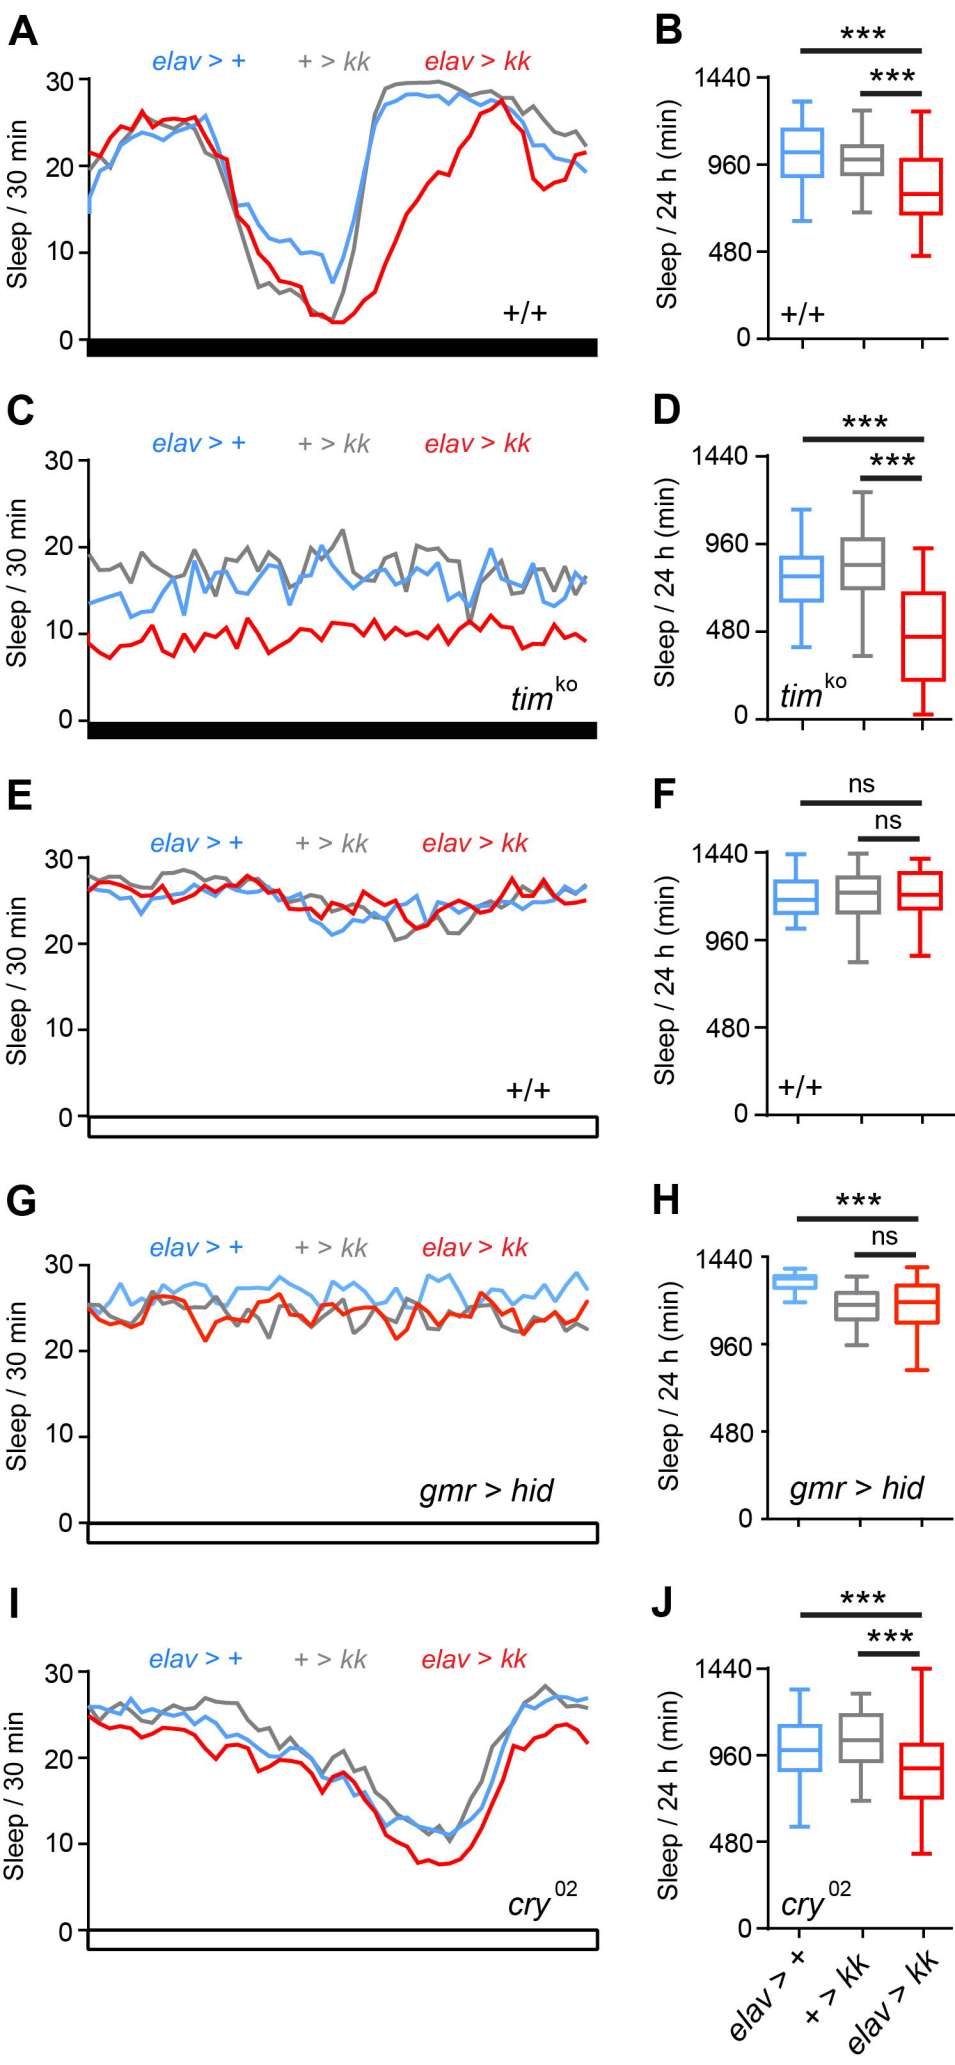 A
elav > + + > kk elav > kk
Sleep / 30 min
30
20
10
0
+/+
B
***
***
Sleep / 24 h (min)
1440
960
480
0
+/+
C
elav > + + > kk elav > kk
Sleep / 30 min
30
20
10
0
tim ko
D
***
***
Sleep / 24 h (min)
1440
960
480
0
tim ko
E
elav > + + > kk elav > kk
Sleep / 30 min
30
20
10
0
+/+
F
ns
ns
Sleep / 24 h (min)
1440
960
480
0
+/+
G
elav > + + > kk elav > kk
Sleep / 30 min
30
20
10
0
gmr > hid
H
***
ns
Sleep / 24 h (min)
1440
960
480
0
gmr > hid
I
elav > + + > kk elav > kk
Sleep / 30 min
30
20
10
0
cry 02
J
***
***
Sleep / 24 h (min)
1440
960
480
0
cry 02
elav > +
+ > kk
elav > kk